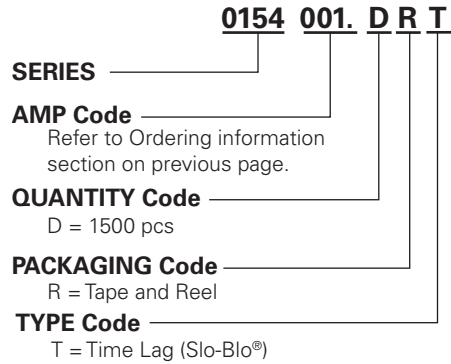 0154 001. D R T
SERIES
AMP Code
Refer to Ordering information
section on previous page.
QUANTITY Code
D = 1500 pcs
PACKAGING Code
R = Tape and Reel
TYPE Code
T = Time Lag (Slo-Blo®)